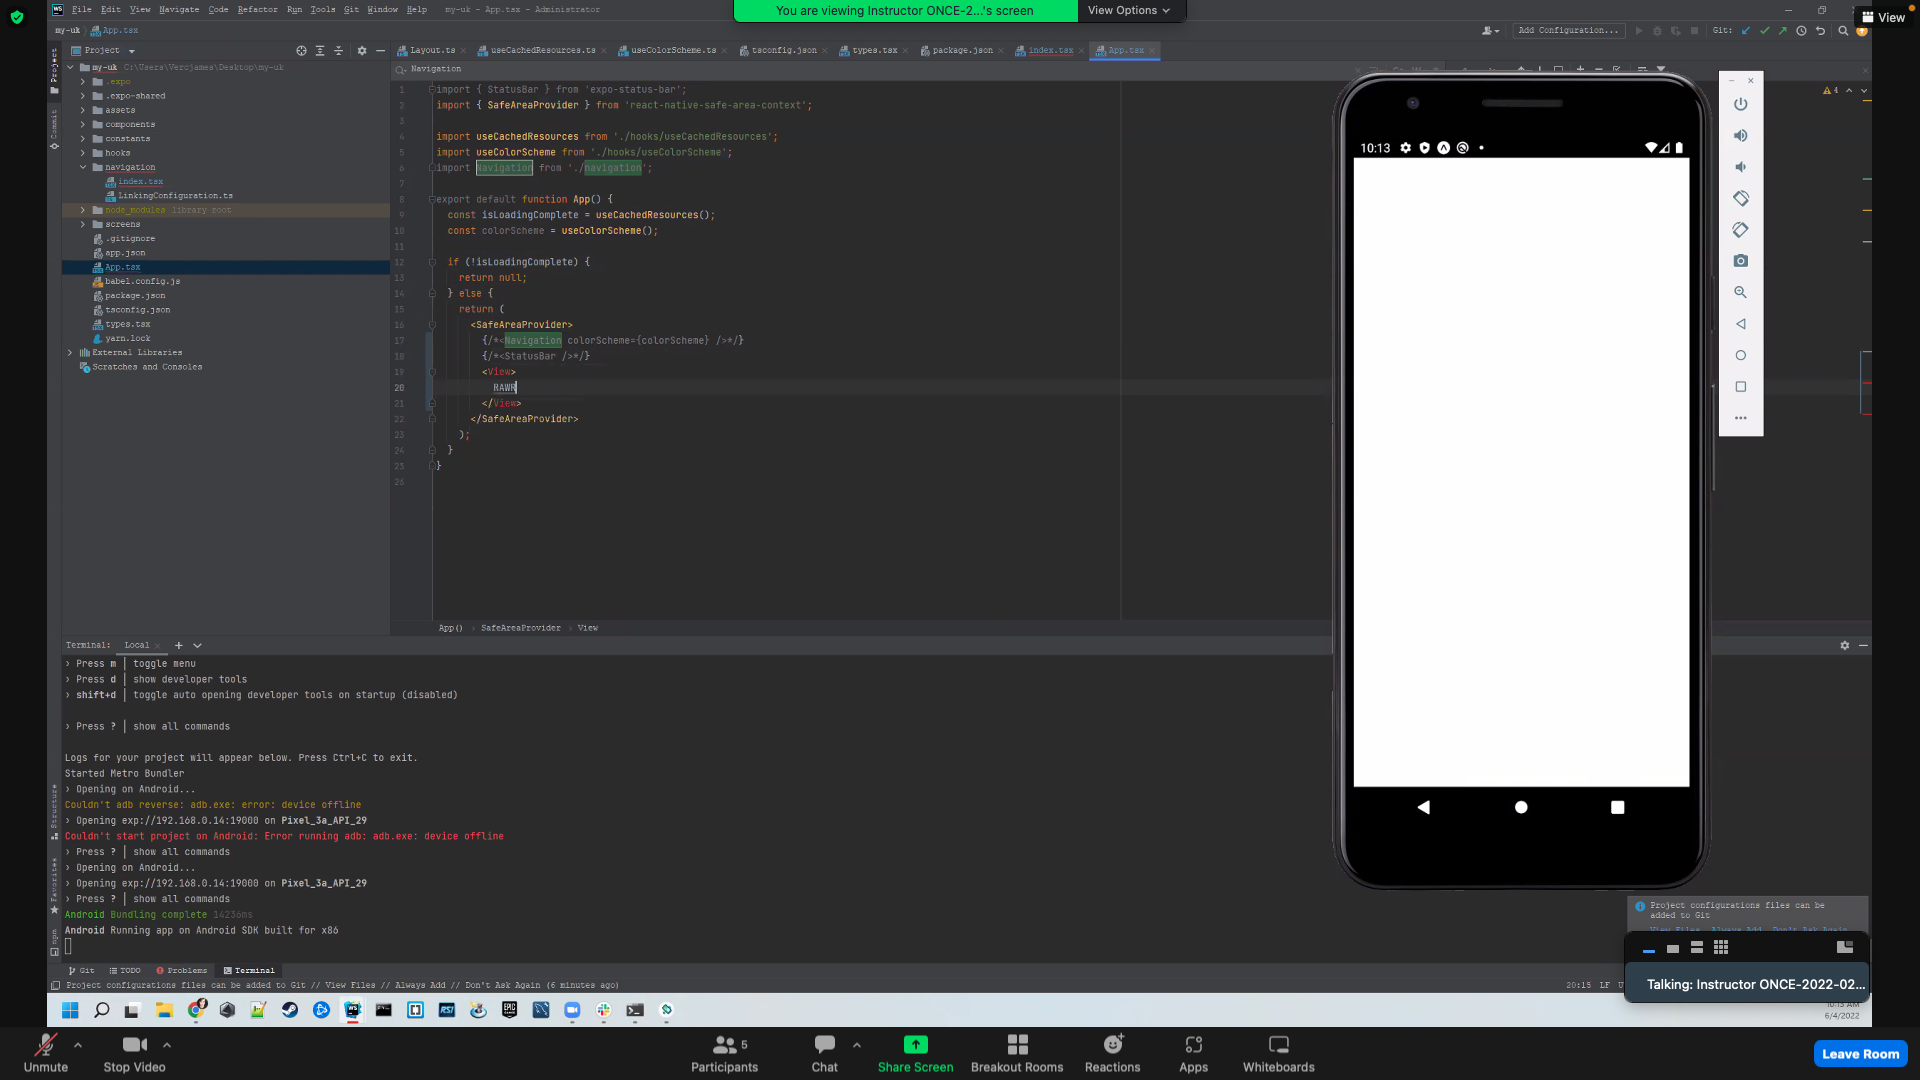 You are viewing Instructor ONCE-2...'s screen
View Options
View
File Edit View Navigate Code Refactor Run Tools Git Window Help
my-uk - App.tsx - Administrator
my-uk
App.tsx
Add Configuration...
Git:
Project
Layout.ts
useCachedResources.ts
useColorScheme.ts
tsconfig.json
types.tsx
package.json
index.tsx
App.tsx
my-uk C:\Users\Vercjames\Desktop\my-uk
.expo
.expo-shared
assets
components
constants
hooks
navigation
index.tsx
LinkingConfiguration.ts
node_modules library root
screens
.gitignore
app.json
App.tsx
babel.config.js
package.json
tsconfig.json
types.tsx
yarn.lock
External Libraries
Scratches and Consoles
Project
Commit
Structure
Favorites
npm
Navigation
4
1 import { StatusBar } from 'expo-status-bar';
2 import { SafeAreaProvider } from 'react-native-safe-area-context';
3
4 import useCachedResources from './hooks/useCachedResources';
5 import useColorScheme from './hooks/useColorScheme';
6 import Navigation from './navigation';
7
8 export default function App() {
9 const isLoadingComplete = useCachedResources();
10 const colorScheme = useColorScheme();
11
12 if (!isLoadingComplete) {
13 return null;
14 } else {
15 return (
16 <SafeAreaProvider>
17 {/*<Navigation colorScheme={colorScheme} />*/}
18 {/*<StatusBar />*/}
19 <View>
20 RAWR
21 </View>
22 </SafeAreaProvider>
23 );
24 }
25 }
26
App() SafeAreaProvider View
10:13
Terminal: Local
› Press m | toggle menu
› Press d | show developer tools
› shift+d | toggle auto opening developer tools on startup (disabled)
› Press ? | show all commands
Logs for your project will appear below. Press Ctrl+C to exit.
Started Metro Bundler
› Opening on Android...
Couldn't adb reverse: adb.exe: error: device offline
› Opening exp://192.168.0.14:19000 on Pixel_3a_API_29
Couldn't start project on Android: Error running adb: adb.exe: device offline
› Press ? | show all commands
› Opening on Android...
› Opening exp://192.168.0.14:19000 on Pixel_3a_API_29
› Press ? | show all commands
Android Bundling complete 14236ms
Android Running app on Android SDK built for x86
Project configurations files can be
added to Git
View Files Always Add Don't Ask Again
Talking: Instructor ONCE-2022-02...
Git TODO Problems Terminal
Project configurations files can be added to Git // View Files // Always Add // Don't Ask Again (6 minutes ago)
20:15 LF
10:13 AM
6/4/2022
Unmute
Stop Video
Participants 5
Chat
Share Screen
Breakout Rooms
Reactions
Apps
Whiteboards
Leave Room